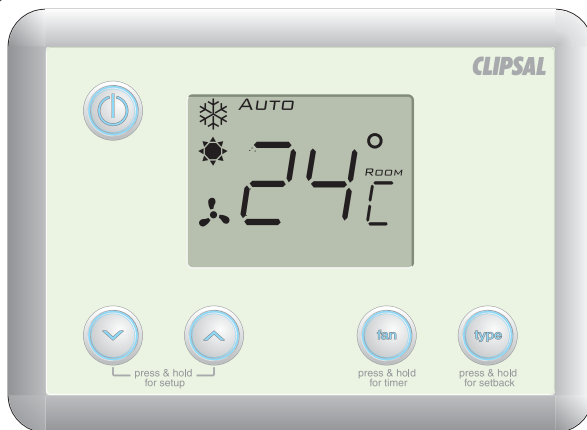 CLIPSAL
AUTO
24°C
ROOM
fan
type
press & hold
for setup
press & hold
for timer
press & hold
for setback